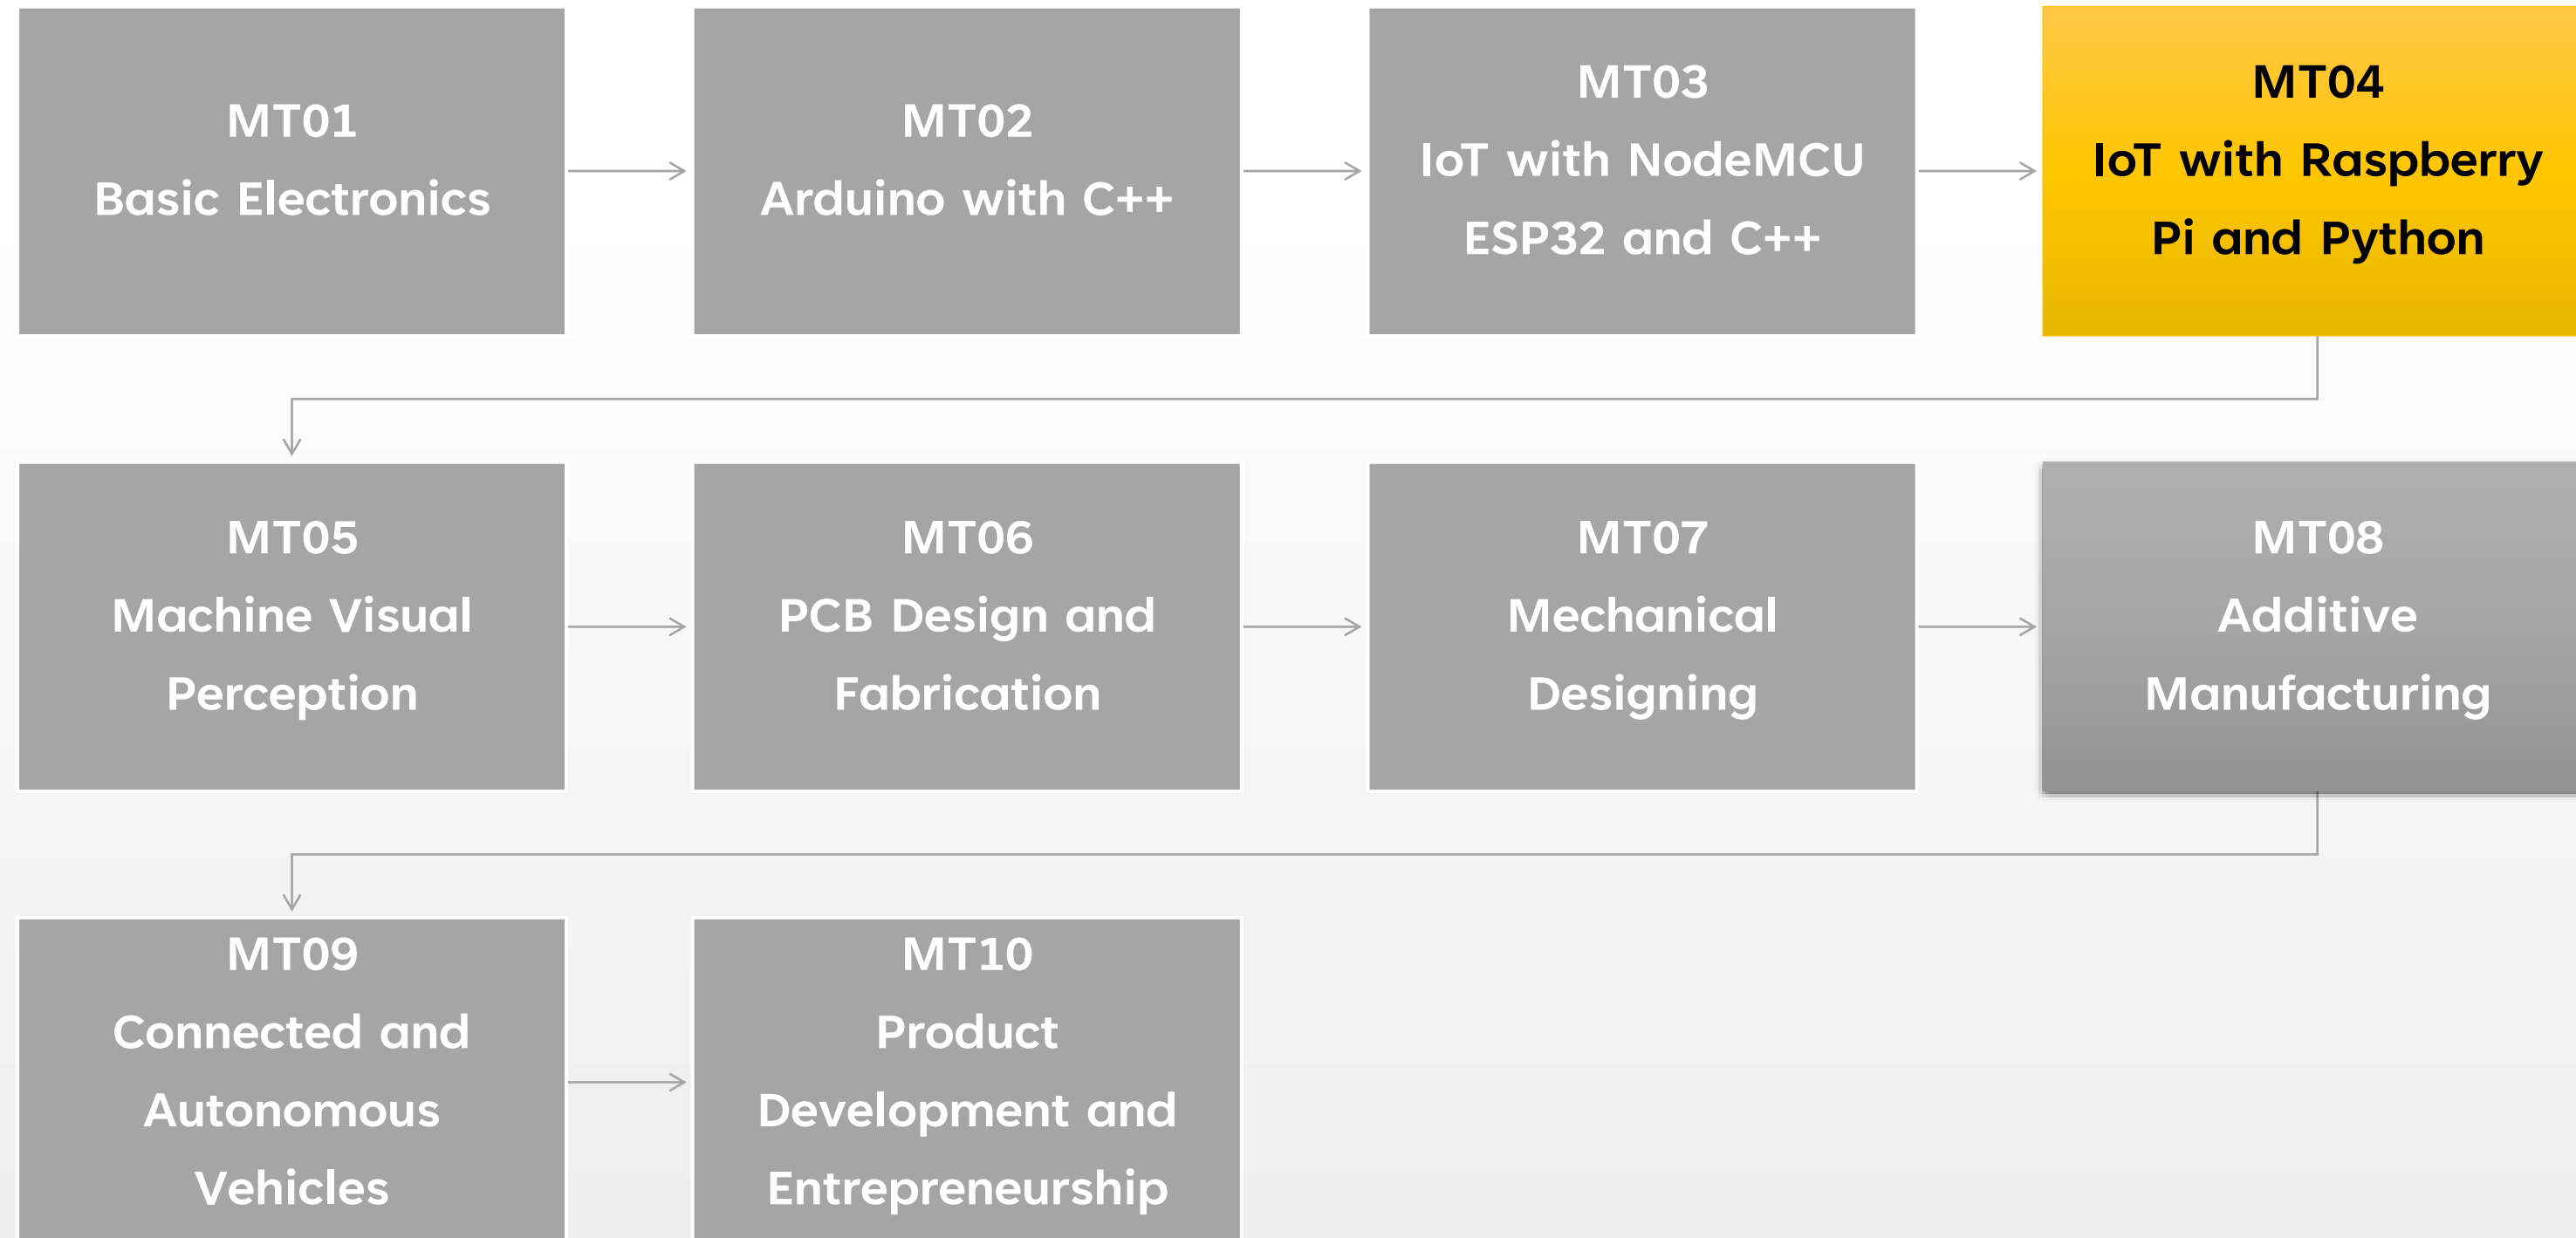 MT01
Basic Electronics
MT02
Arduino with C++
MT03
IoT with NodeMCU
ESP32 and C++
MT04
IoT with Raspberry
Pi and Python
MT05
Machine Visual
Perception
MT06
PCB Design and
Fabrication
MT07
Mechanical
Designing
MT08
Additive
Manufacturing
MT09
Connected and
Autonomous
Vehicles
MT10
Product
Development and
Entrepreneurship